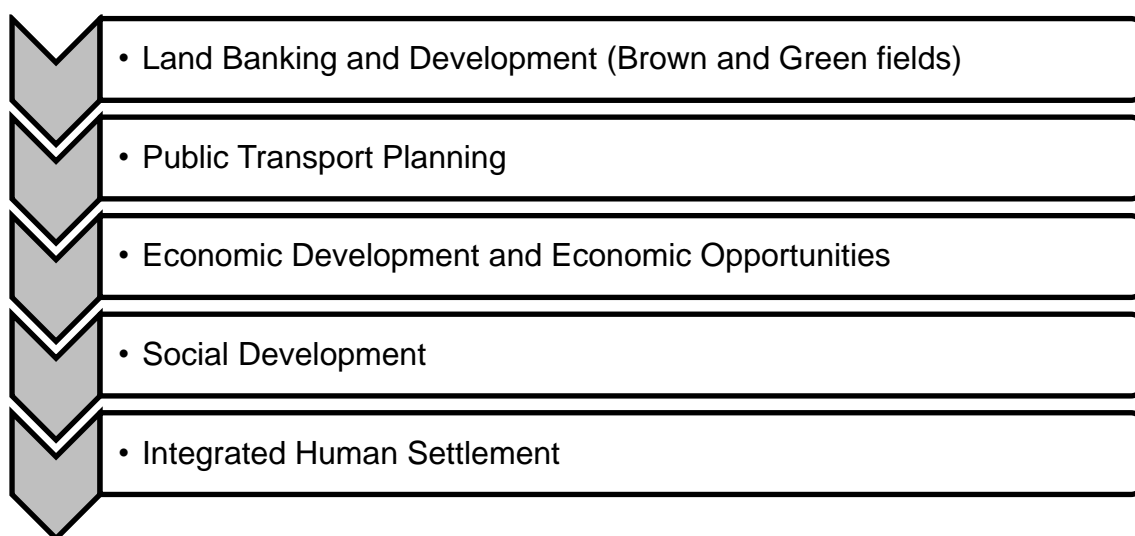 • Land Banking and Development (Brown and Green fields)
• Public Transport Planning
• Economic Development and Economic Opportunities
• Social Development
• Integrated Human Settlement